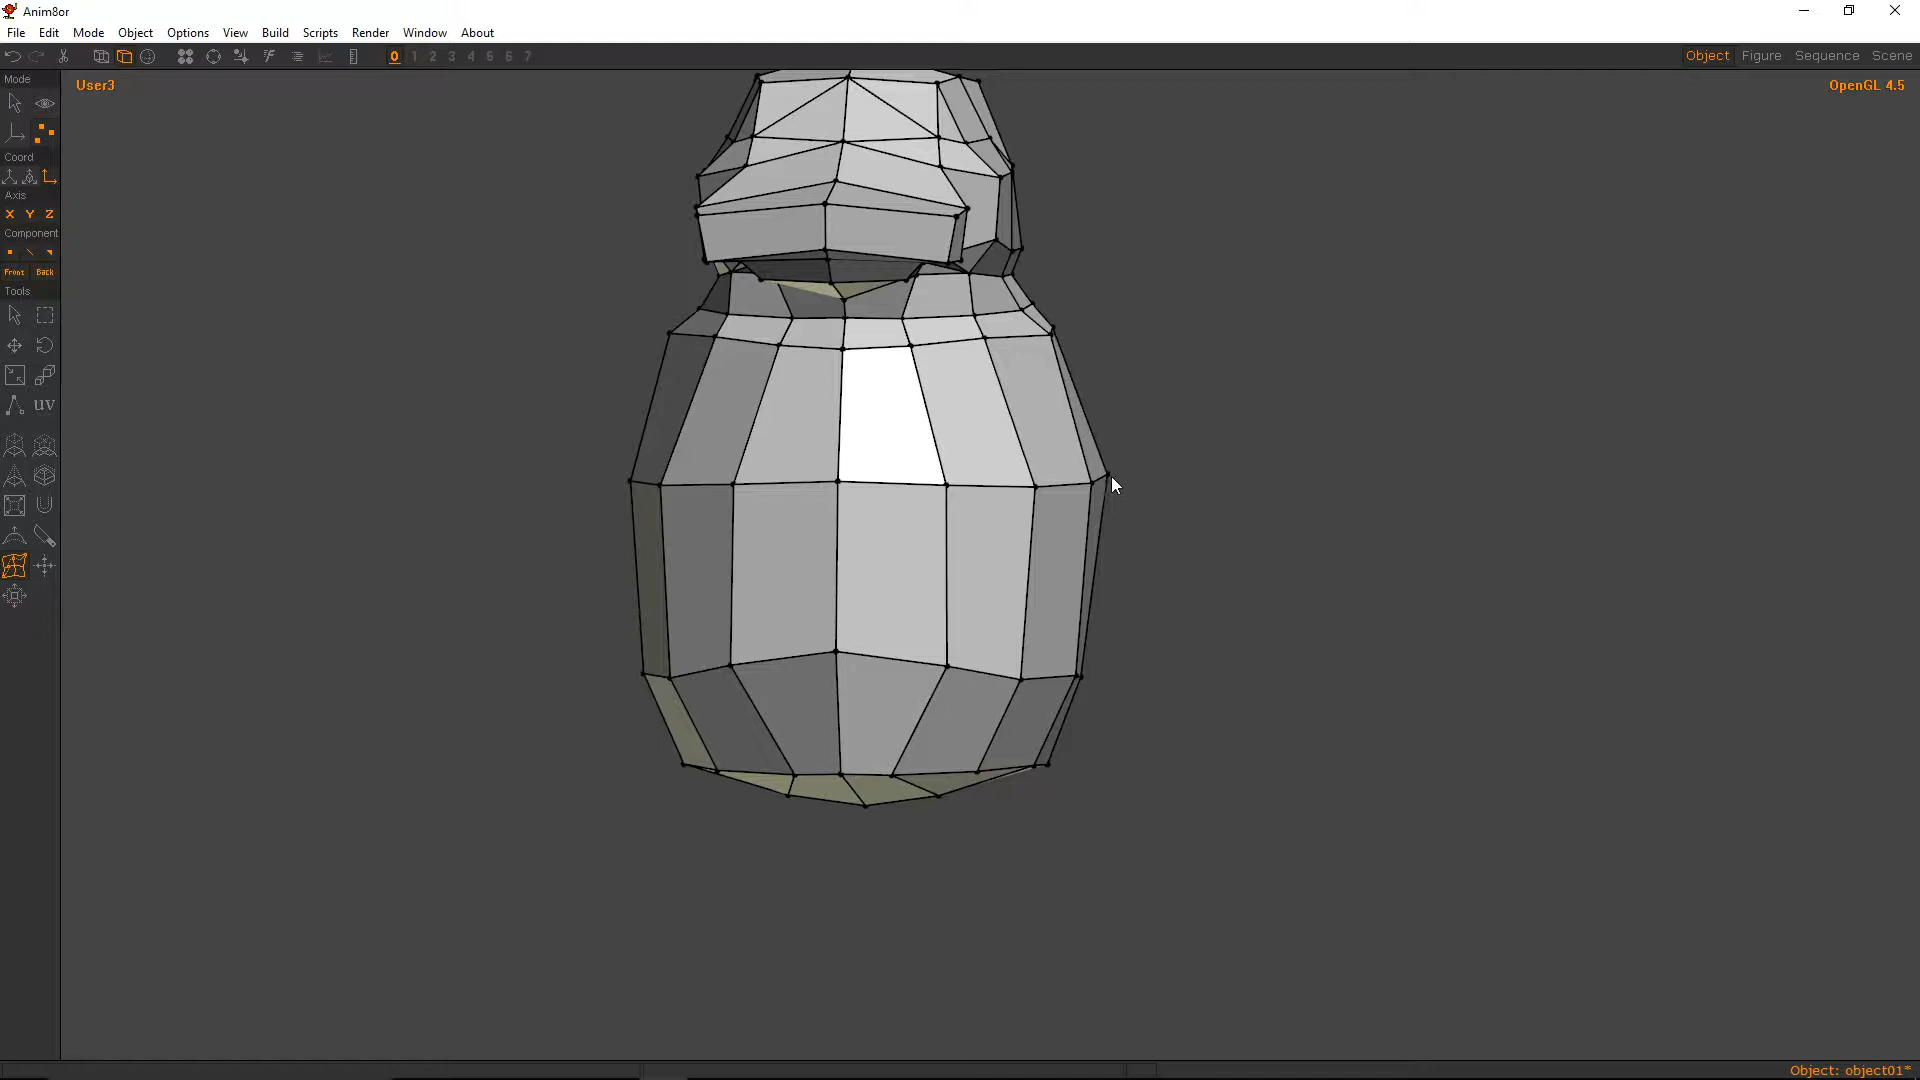 Anim8or
File Edit Mode Object Options View Build Scripts Render Window About
0 1 2 3 4 5 6 7 Object Figure Sequence Scene
Mode
User3 OpenGL 4.5
Coord
Axis
X Y Z
Component
Front Back
Tools
UV
Object: object01*